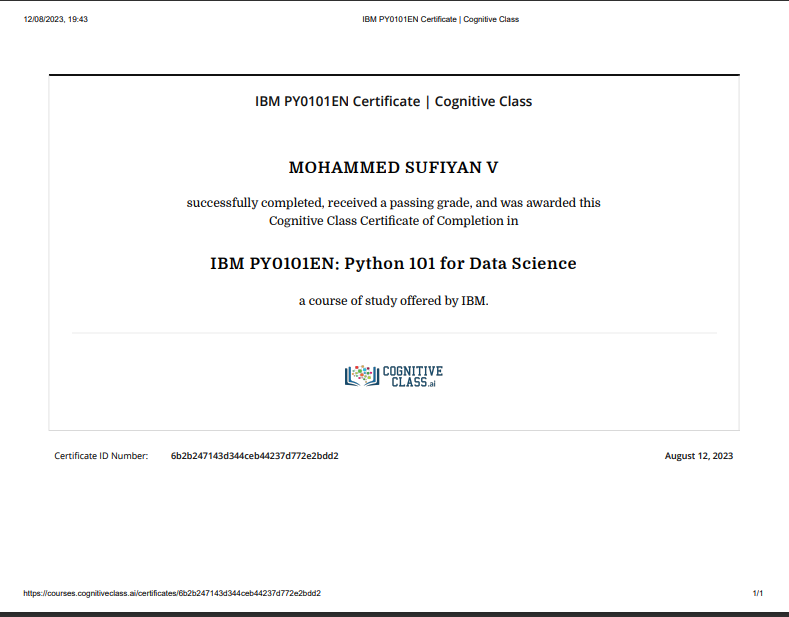 12/08/2023, 19:43 IBM PY0101EN Certificate | Cognitive Class
IBM PY0101EN Certificate | Cognitive Class
MOHAMMED SUFIYAN V
successfully completed, received a passing grade, and was awarded this
Cognitive Class Certificate of Completion in
IBM PY0101EN: Python 101 for Data Science
a course of study offered by IBM.
COGNITIVE
CLASS.ai
Certificate ID Number: 6b2b247143d344ceb44237d772e2bdd2 August 12, 2023
https://courses.cognitiveclass.ai/certificates/6b2b247143d344ceb44237d772e2bdd2 1/1